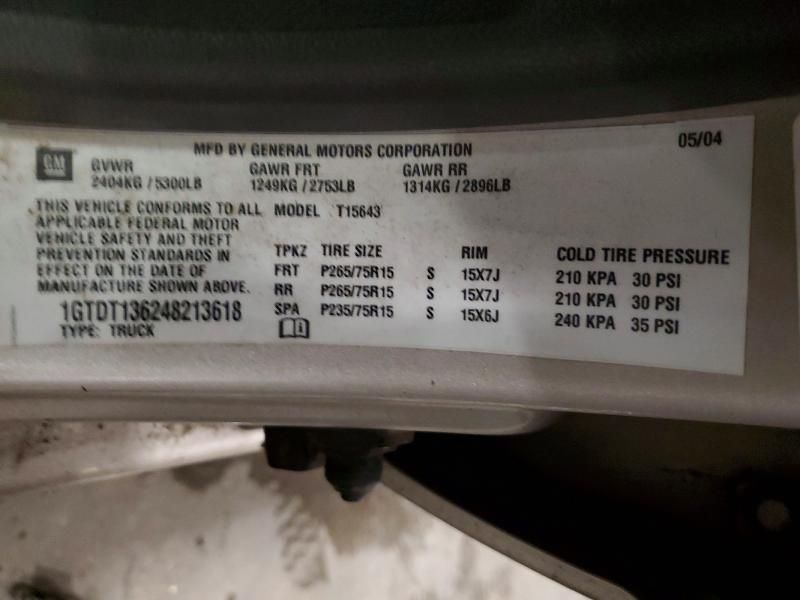 MFD BY GENERAL MOTORS CORPORATION 05/04
GM GVWR GAWR FRT GAWR RR
2404KG / 5300LB 1249KG / 2753LB 1314KG / 2896LB
THIS VEHICLE CONFORMS TO ALL MODEL T15643
APPLICABLE FEDERAL MOTOR
VEHICLE SAFETY AND THEFT
PREVENTION STANDARDS IN
EFFECT ON THE DATE OF
MANUFACTURE SHOWN ABOVE.
1GTDT136248213618
TYPE: TRUCK
TPKZ TIRE SIZE RIM COLD TIRE PRESSURE
FRT P265/75R15 S 15X7J 210 KPA 30 PSI
RR P265/75R15 S 15X7J 210 KPA 30 PSI
SPA P235/75R15 S 15X6J 240 KPA 35 PSI